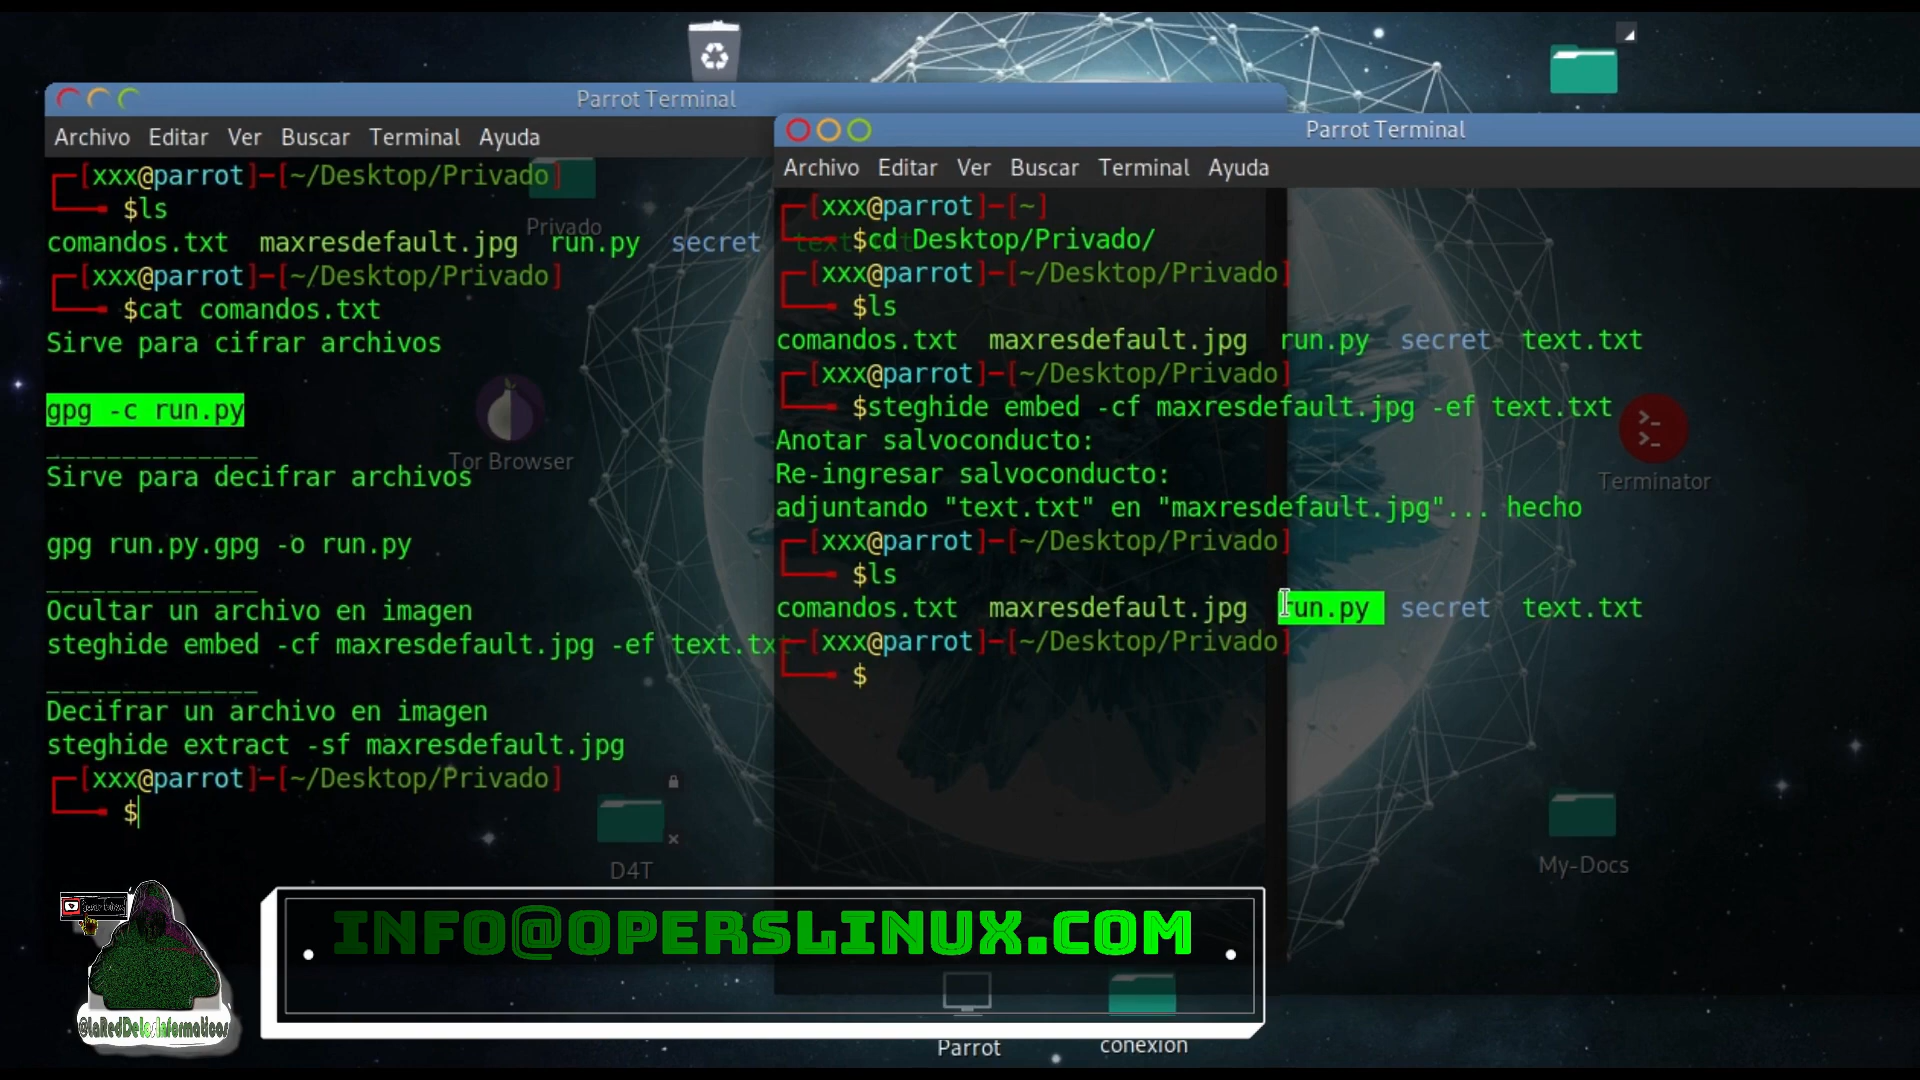 Parrot Terminal
Archivo Editar Ver Buscar Terminal Ayuda
┌─[xxx@parrot]─[~/Desktop/Privado]
└──╼ $ls
comandos.txt maxresdefault.jpg run.py secret text.txt
┌─[xxx@parrot]─[~/Desktop/Privado]
└──╼ $cat comandos.txt
Sirve para cifrar archivos
gpg -c run.py
______________
Sirve para decifrar archivos
gpg run.py.gpg -o run.py
______________
Ocultar un archivo en imagen
steghide embed -cf maxresdefault.jpg -ef text.txt
______________
Decifrar un archivo en imagen
steghide extract -sf maxresdefault.jpg
┌─[xxx@parrot]─[~/Desktop/Privado]
└──╼ $
Parrot Terminal
Archivo Editar Ver Buscar Terminal Ayuda
┌─[xxx@parrot]─[~]
└──╼ $cd Desktop/Privado/
┌─[xxx@parrot]─[~/Desktop/Privado]
└──╼ $ls
comandos.txt maxresdefault.jpg run.py secret text.txt
┌─[xxx@parrot]─[~/Desktop/Privado]
└──╼ $steghide embed -cf maxresdefault.jpg -ef text.txt
Anotar salvoconducto:
Re-ingresar salvoconducto:
adjuntando "text.txt" en "maxresdefault.jpg"... hecho
┌─[xxx@parrot]─[~/Desktop/Privado]
└──╼ $ls
comandos.txt maxresdefault.jpg run.py secret text.txt
┌─[xxx@parrot]─[~/Desktop/Privado]
└──╼ $
Privado
Tor Browser
Terminator
D4T
My-Docs
Parrot
conexion
INFO@OPERSLINUX.COM
@laRedDelosInformaticos